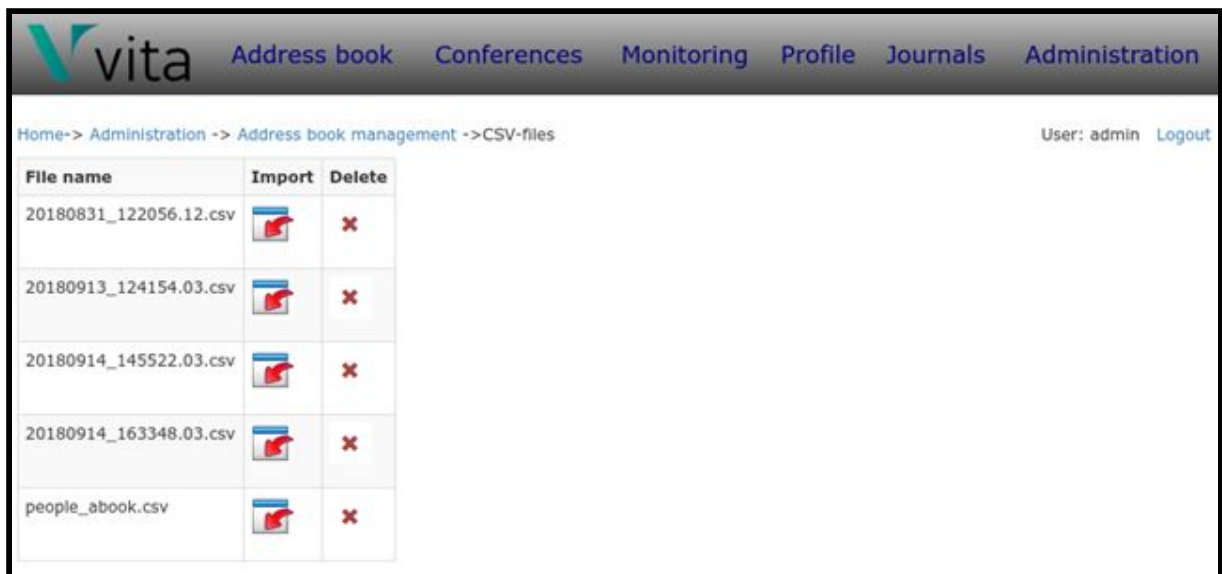 vita Address book Conferences Monitoring Profile Journals Administration
Home-> Administration -> Address book management ->CSV-files User: admin Logout
File name Import Delete
20180831_122056.12.csv
20180913_124154.03.csv
20180914_145522.03.csv
20180914_163348.03.csv
people_abook.csv